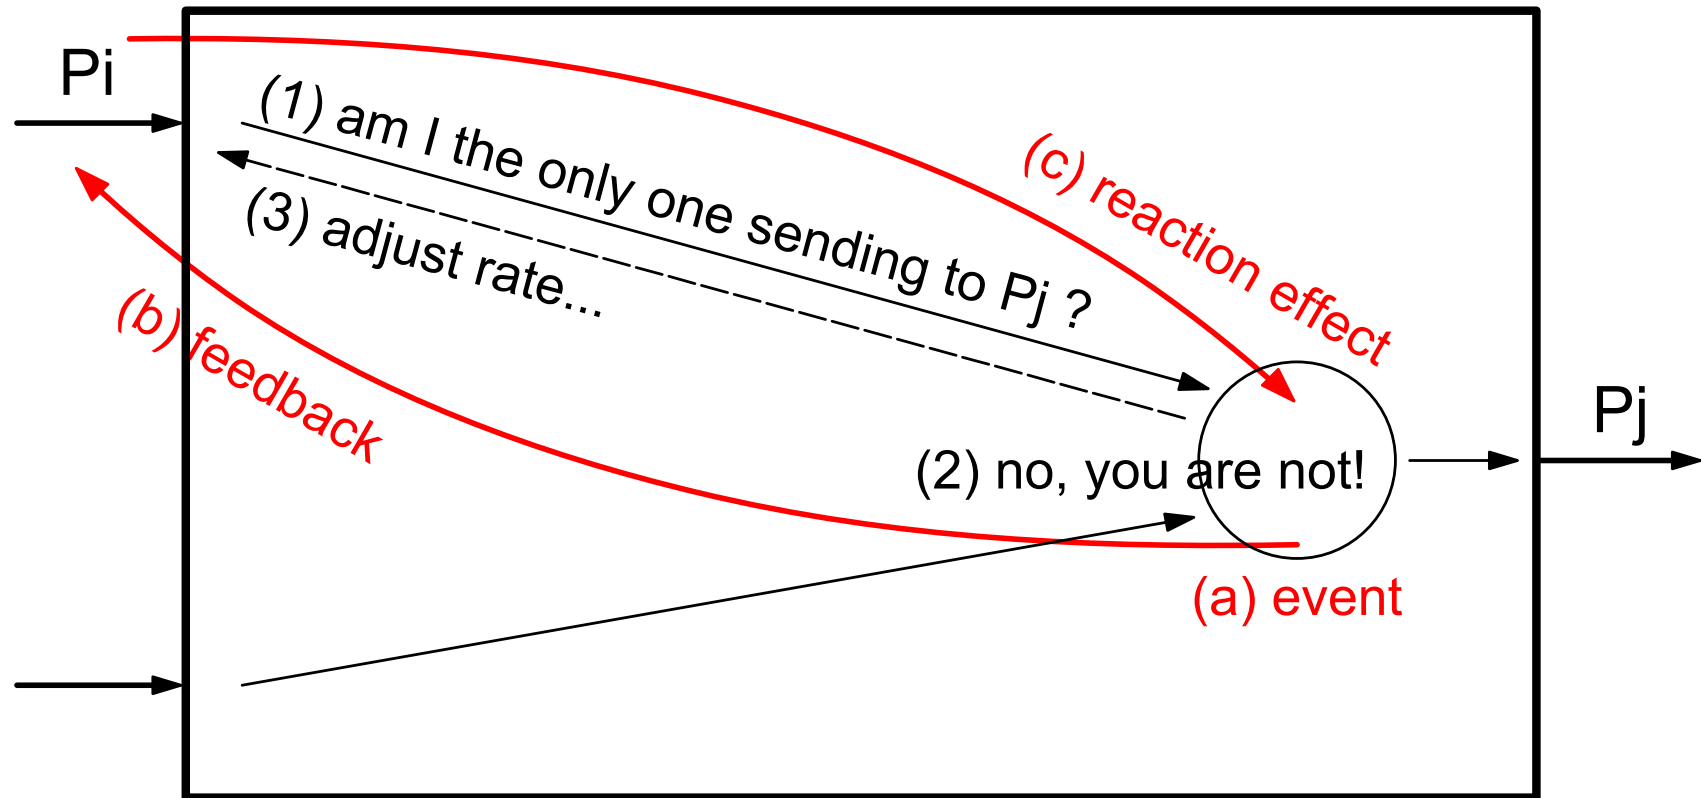 Pi
(1) am I the only one sending to Pj ?
(c) reaction effect
(3) adjust rate...
(b) feedback
Pj
(2) no, you are not!
(a) event